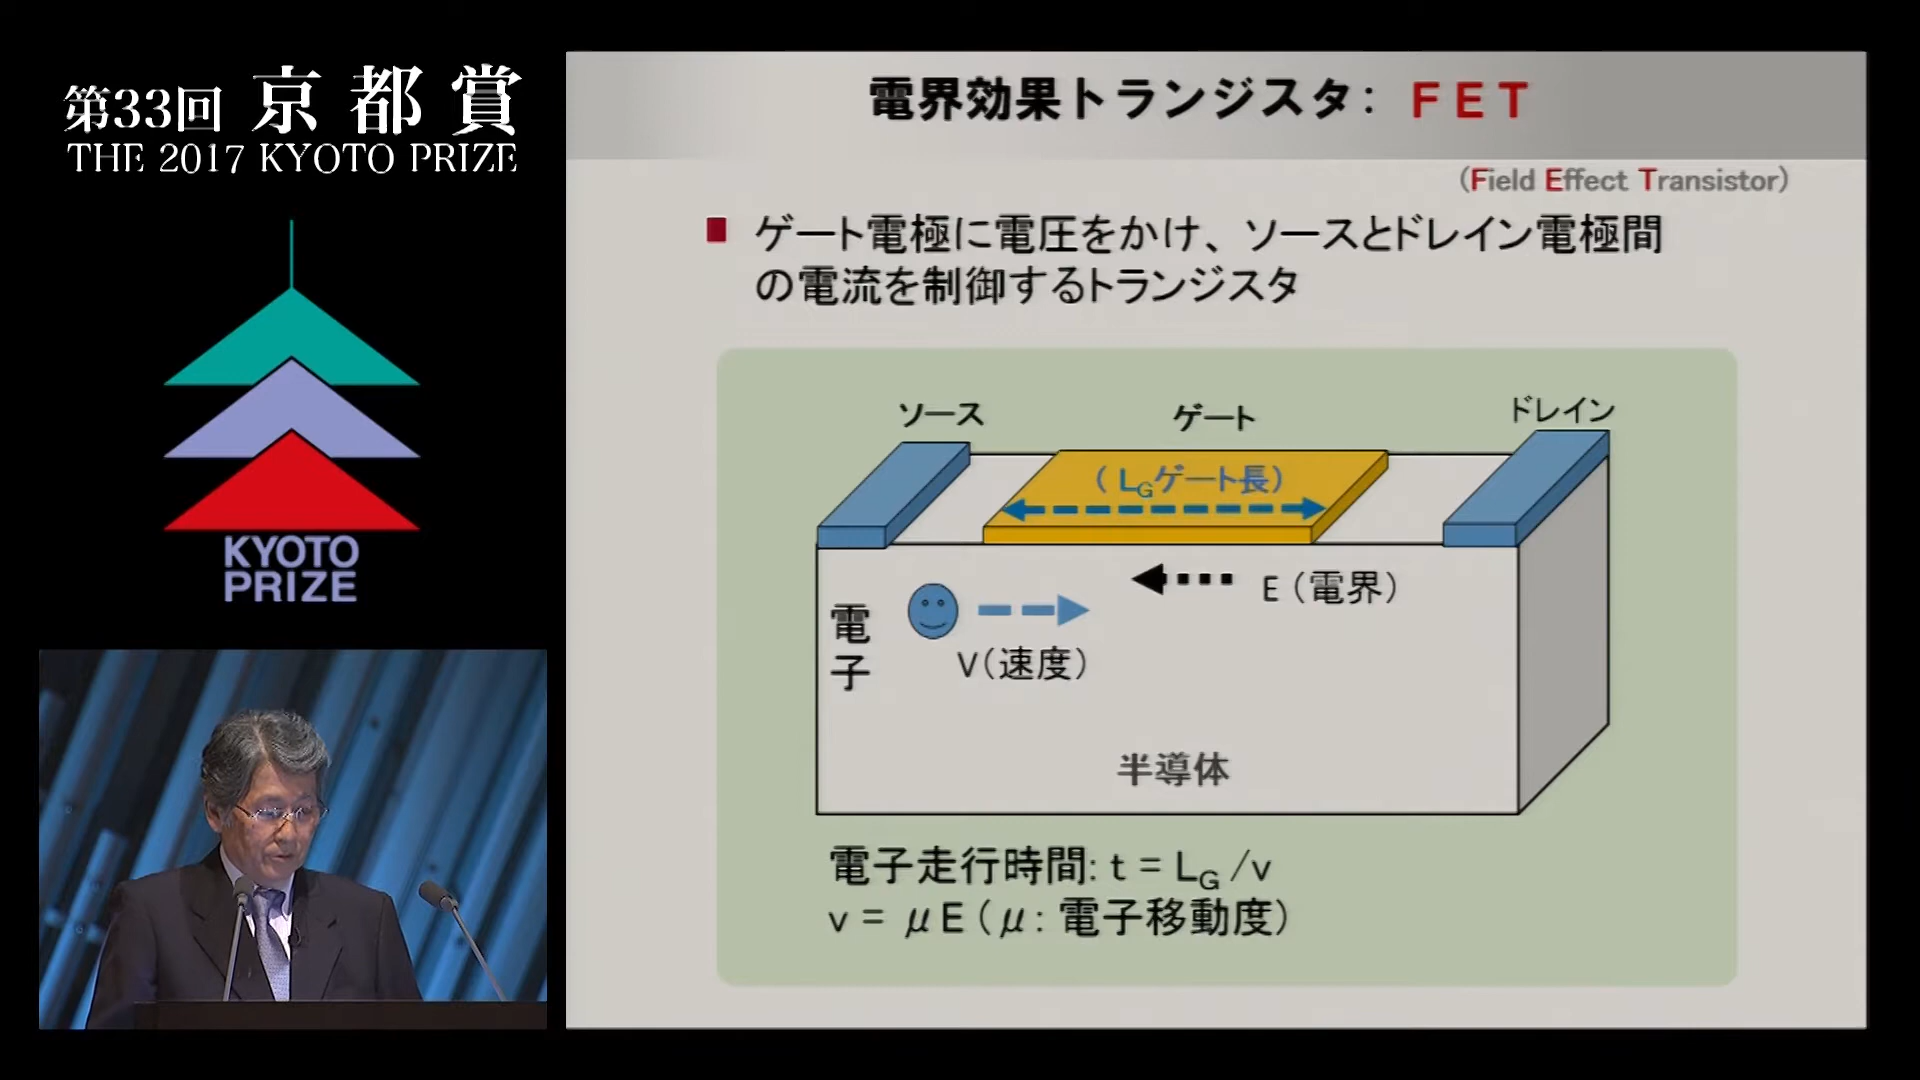 第33回 京都賞
THE 2017 KYOTO PRIZE
KYOTO
PRIZE
電界効果トランジスタ: FET
(Field Effect Transistor)
ゲート電極に電圧をかけ、ソースとドレイン電極間
の電流を制御するトランジスタ
ソース
ゲート
ドレイン
(LGゲート長)
E(電界)
電
子
V(速度)
半導体
電子走行時間: t = LG /v
v = μE(μ: 電子移動度)